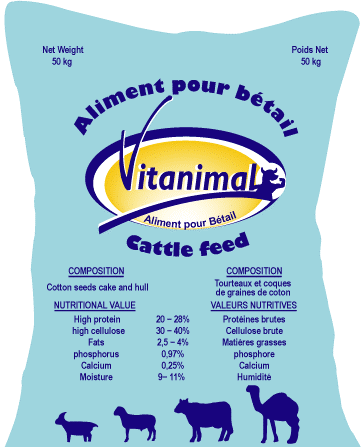 Net Weight
50 kg
Poids Net
50 kg
Aliment pour bétail
Vitanimal
Aliment pour Bétail
Cattle feed
COMPOSITION
Cotton seeds cake and hull
COMPOSITION
Tourteaux et coques
de graines de coton
NUTRITIONAL VALUE VALEURS NUTRITIVES
High protein 20 – 28% Protéines brutes
high cellulose 30 – 40% Cellulose brute
Fats 2,5 – 4% Matières grasses
phosphorus 0,97% phosphore
Calcium 0,25% Calcium
Moisture 9– 11% Humidité